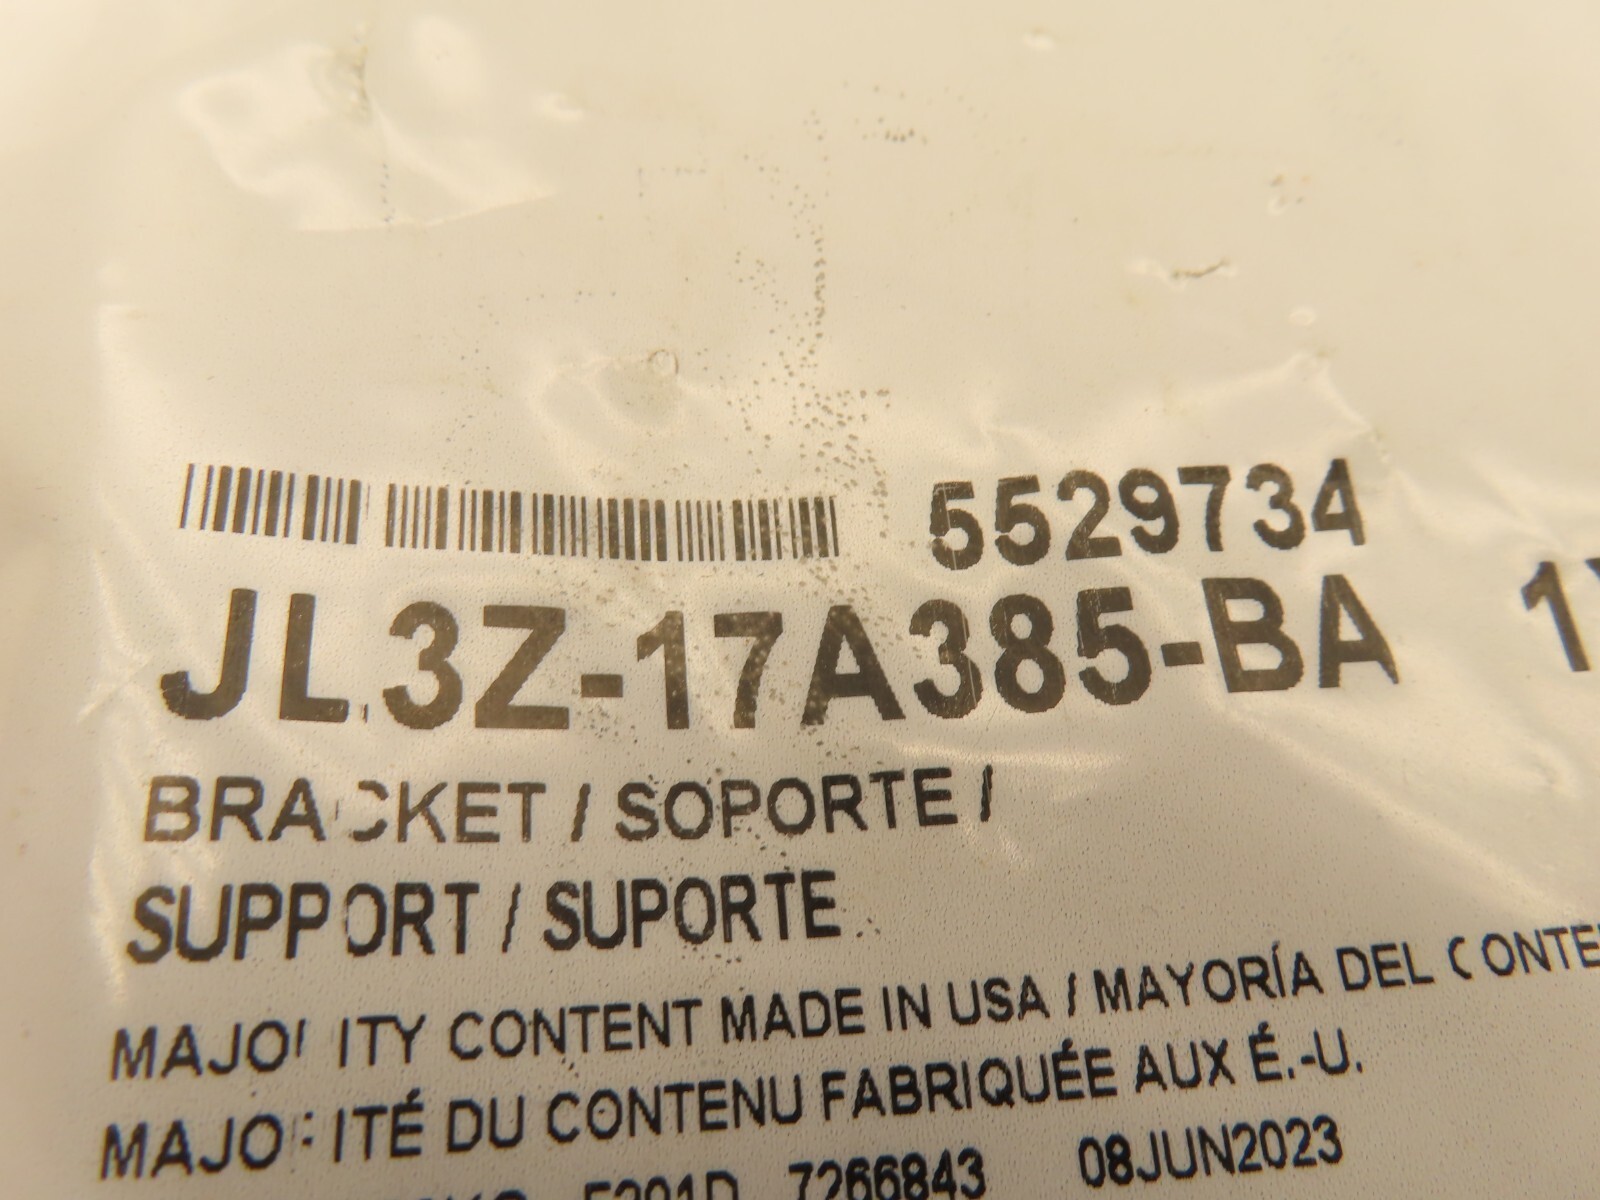 5529734
JL3Z-17A385-BA
BRACKET / SOPORTE /
SUPPORT / SUPORTE
MAJORITY CONTENT MADE IN USA / MAYORÍA DEL CONTE
MAJORITÉ DU CONTENU FABRIQUÉE AUX É.-U.
7266843 08JUN2023